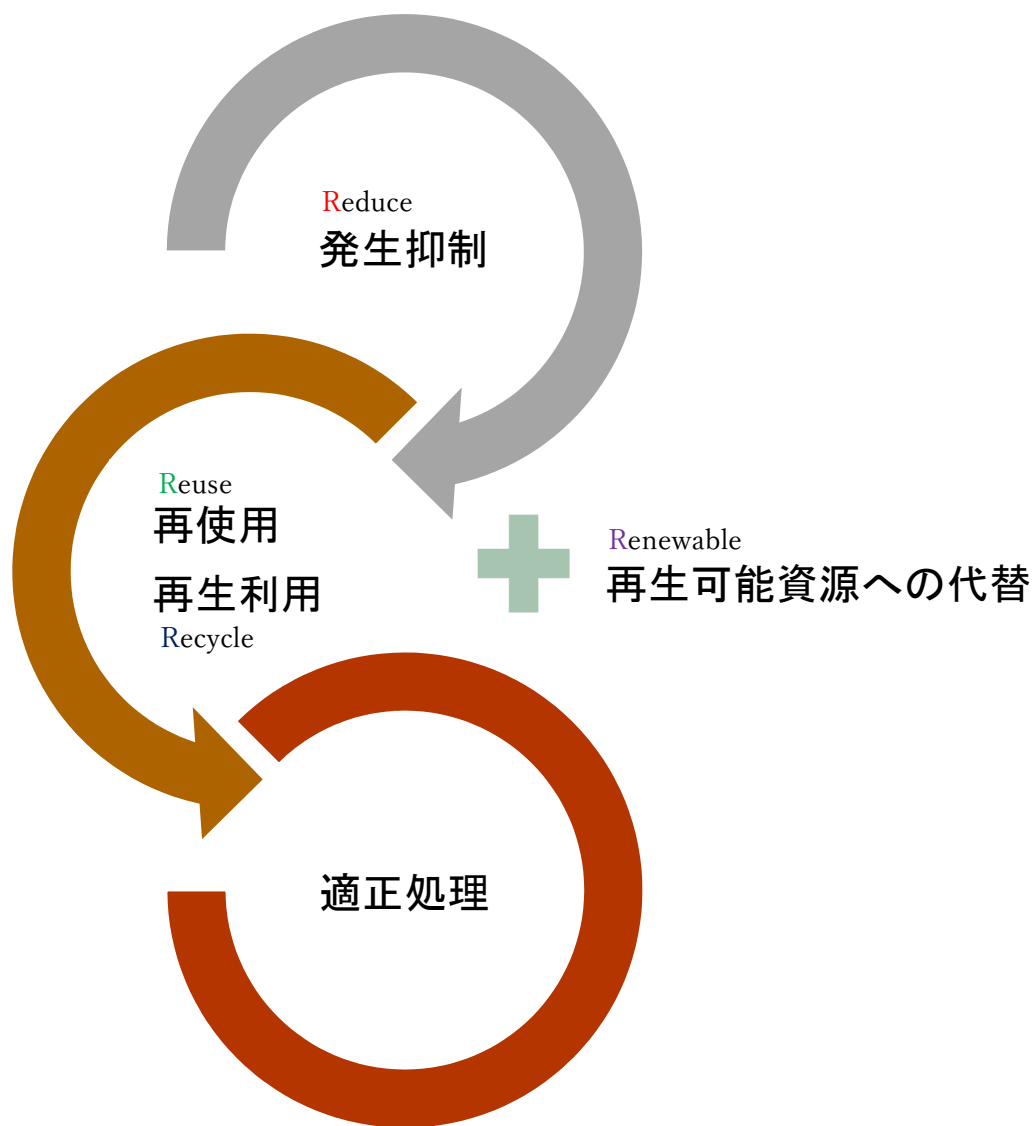 Reduce
発生抑制
Reuse
再使用
再生利用
Recycle
Renewable
再生可能資源への代替
適正処理